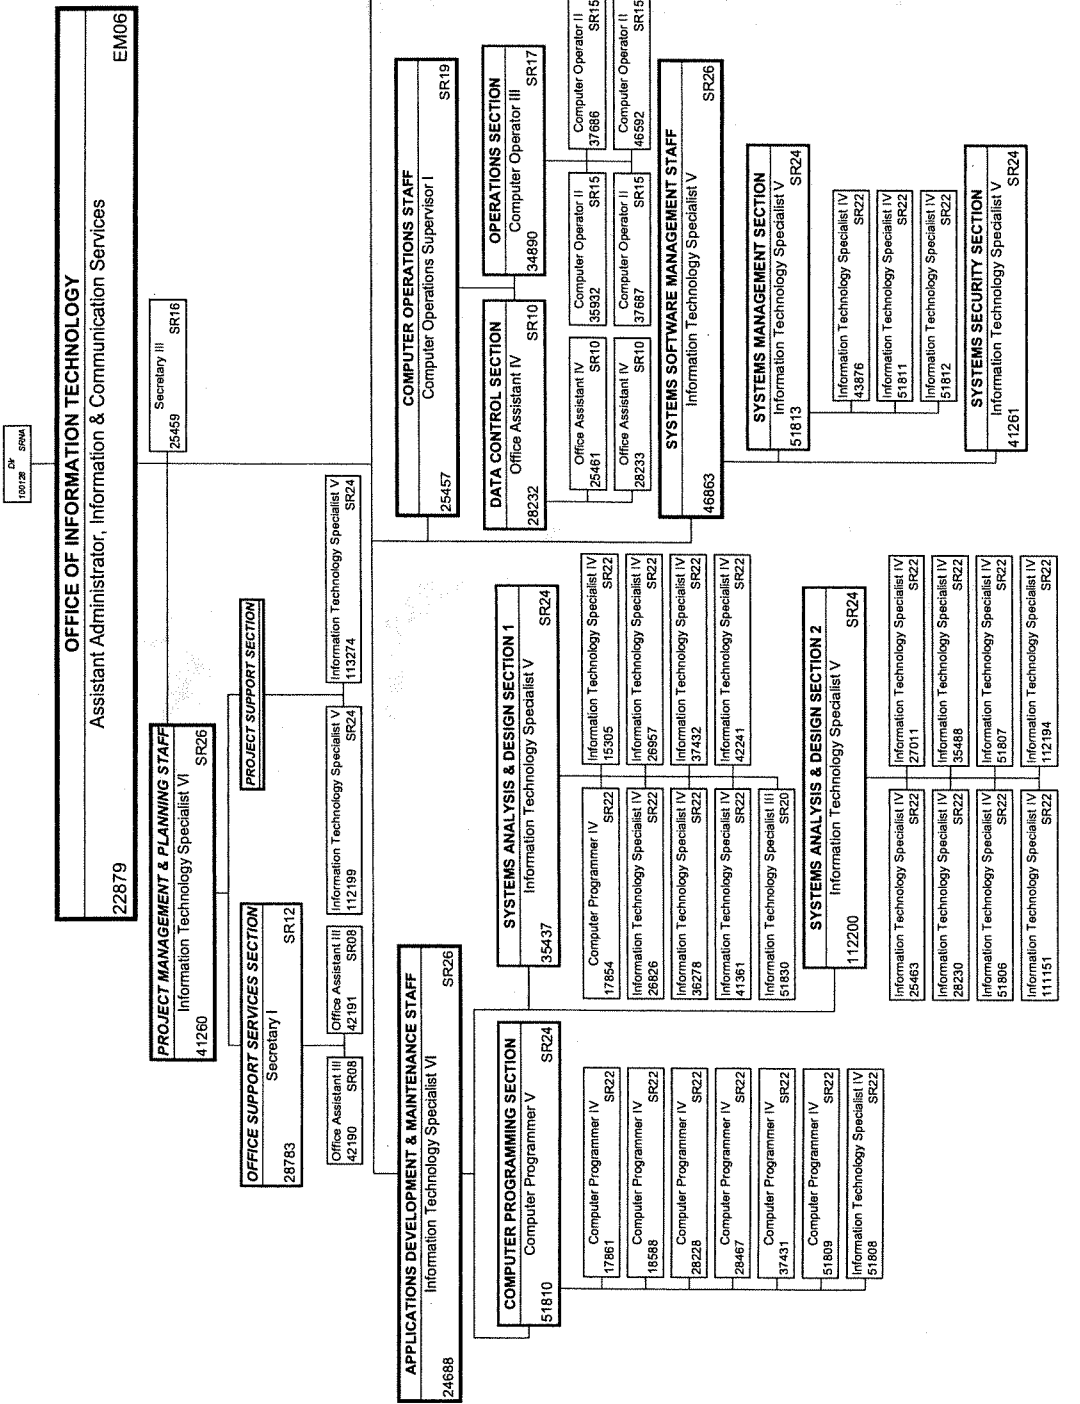 100126 Dir SRNA
OFFICE OF INFORMATION TECHNOLOGY
Assistant Administrator, Information & Communication Services
22879 EM06
Secretary III
25459 SR16
PROJECT MANAGEMENT & PLANNING STAFF
Information Technology Specialist VI
41260 SR26
OFFICE SUPPORT SERVICES SECTION
Secretary I
28783 SR12
Office Assistant III
42190 SR08
Office Assistant III
42191 SR08
PROJECT SUPPORT SECTION
Information Technology Specialist V
112199 SR24
Information Technology Specialist V
113274 SR24
APPLICATIONS DEVELOPMENT & MAINTENANCE STAFF
Information Technology Specialist VI
24688 SR26
COMPUTER PROGRAMMING SECTION
Computer Programmer V
51810 SR24
Computer Programmer IV
17861 SR22
Computer Programmer IV
18588 SR22
Computer Programmer IV
28228 SR22
Computer Programmer IV
28467 SR22
Computer Programmer IV
37431 SR22
Computer Programmer IV
51809 SR22
Information Technology Specialist IV
51808 SR22
SYSTEMS ANALYSIS & DESIGN SECTION 1
Information Technology Specialist V
35437 SR24
Computer Programmer IV
17854 SR22
Information Technology Specialist IV
15305 SR22
Information Technology Specialist IV
26826 SR22
Information Technology Specialist IV
26957 SR22
Information Technology Specialist IV
36278 SR22
Information Technology Specialist IV
37432 SR22
Information Technology Specialist IV
41361 SR22
Information Technology Specialist IV
42241 SR22
Information Technology Specialist III
51830 SR20
SYSTEMS ANALYSIS & DESIGN SECTION 2
Information Technology Specialist V
112200 SR24
Information Technology Specialist IV
25463 SR22
Information Technology Specialist IV
27011 SR22
Information Technology Specialist IV
28230 SR22
Information Technology Specialist IV
35488 SR22
Information Technology Specialist IV
51806 SR22
Information Technology Specialist IV
51807 SR22
Information Technology Specialist IV
111151 SR22
Information Technology Specialist IV
112194 SR22
COMPUTER OPERATIONS STAFF
Computer Operations Supervisor I
25457 SR19
DATA CONTROL SECTION
Office Assistant IV
28232 SR10
Office Assistant IV
25461 SR10
Office Assistant IV
28233 SR10
OPERATIONS SECTION
Computer Operator III
34890 SR17
Computer Operator II
35932 SR15
Computer Operator II
37686 SR15
Computer Operator II
37687 SR15
Computer Operator II
46592 SR15
SYSTEMS SOFTWARE MANAGEMENT STAFF
Information Technology Specialist V
46863 SR26
SYSTEMS MANAGEMENT SECTION
Information Technology Specialist V
51813 SR24
Information Technology Specialist IV
43876 SR22
Information Technology Specialist IV
51811 SR22
Information Technology Specialist IV
51812 SR22
SYSTEMS SECURITY SECTION
Information Technology Specialist V
41261 SR24